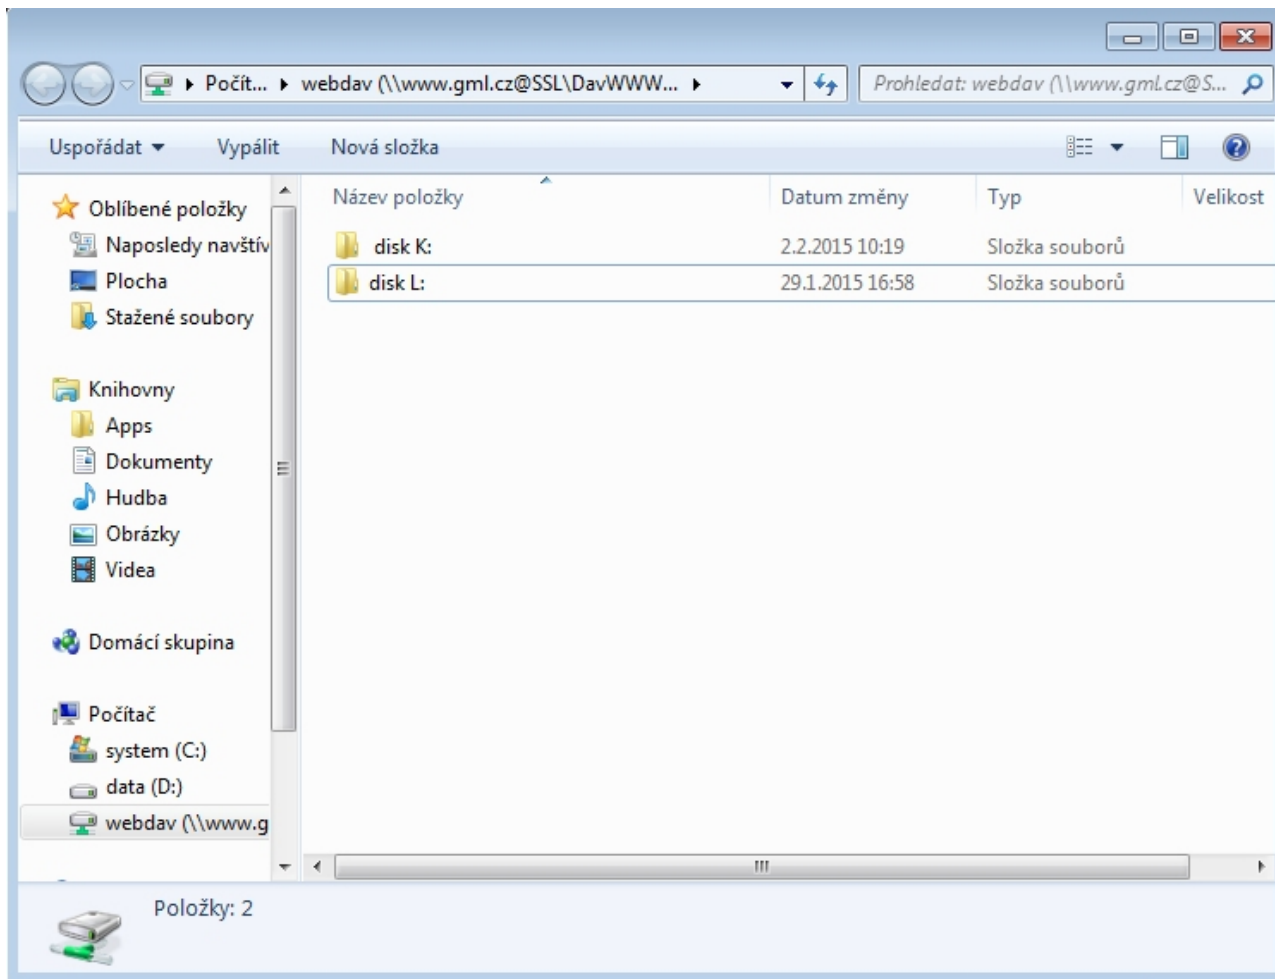 Počít... webdav (\\www.gml.cz@SSL\DavWWW... Prohledat: webdav (\\www.gml.cz@S...
Uspořádat Vypálit Nová složka
Oblíbené položky
Naposledy navštív
Plocha
Stažené soubory
Knihovny
Apps
Dokumenty
Hudba
Obrázky
Videa
Domácí skupina
Počítač
system (C:)
data (D:)
webdav (\\www.g
Název položky Datum změny Typ Velikost
disk K: 2.2.2015 10:19 Složka souborů
disk L: 29.1.2015 16:58 Složka souborů
Položky: 2